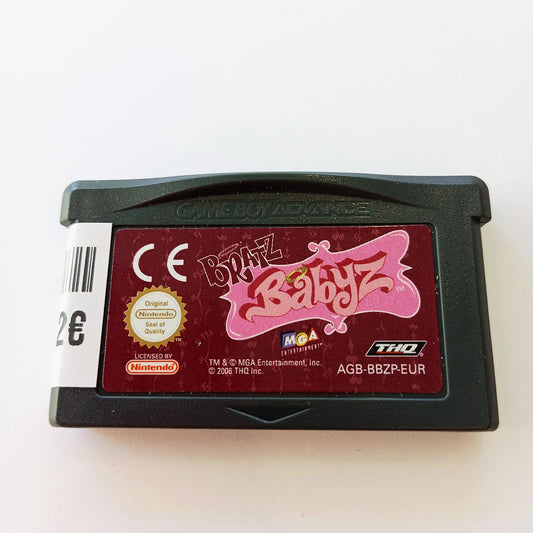 GAME BOY ADVANCE
CE
BRATZ
Babyz TM
Original
Nintendo
Seal of
Quality
TM
2€
LICENSED BY
Nintendo
MGA
ENTERTAINMENT
THQ
TM & © MGA Entertainment, Inc.
© 2006 THQ Inc.
AGB-BBZP-EUR